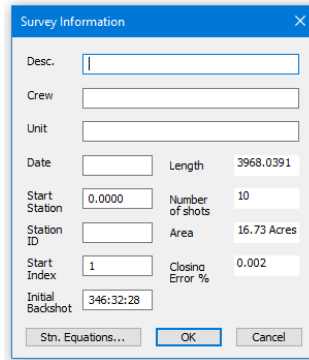 Survey Information
Desc.
Crew
Unit
Date
Length 3968.0391
Start Station 0.0000
Number of shots 10
Station ID
Area 16.73 Acres
Start Index 1
Closing Error % 0.002
Initial Backshot 346:32:28
Stn. Equations... OK Cancel